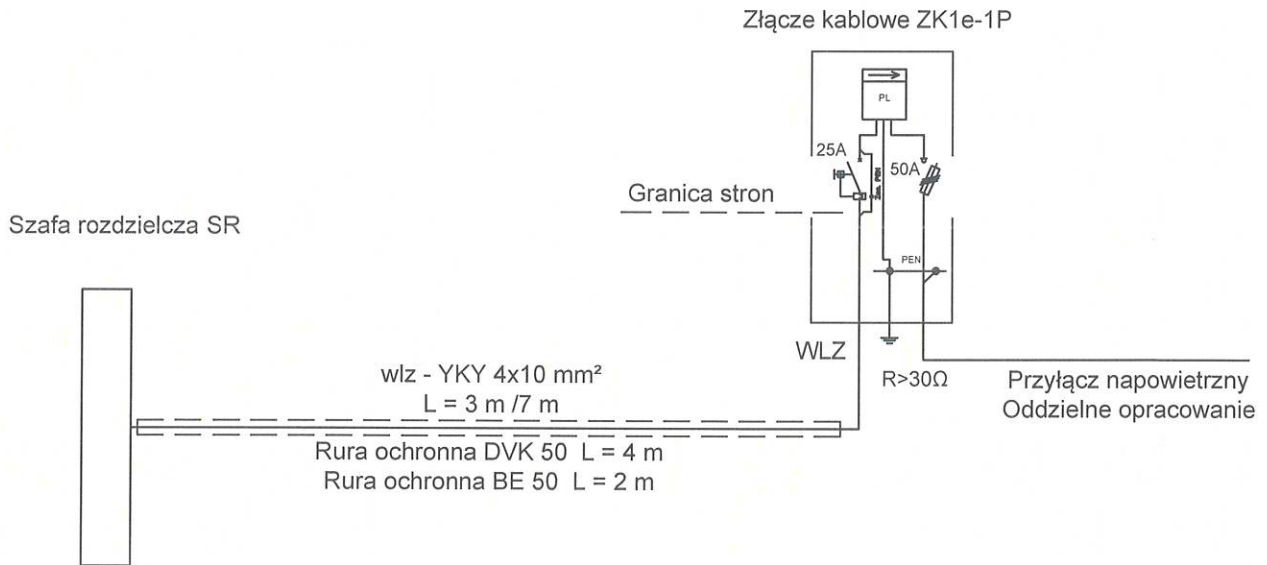 Złącze kablowe ZK1e-1P
PL
25A
50A
Granica stron
Szafa rozdzielcza SR
PEN
WLZ
wlz - YKY 4x10 mm²
L = 3 m /7 m
R>30Ω
Przyłącz napowietrzny
Oddzielne opracowanie
Rura ochronna DVK 50 L = 4 m
Rura ochronna BE 50 L = 2 m